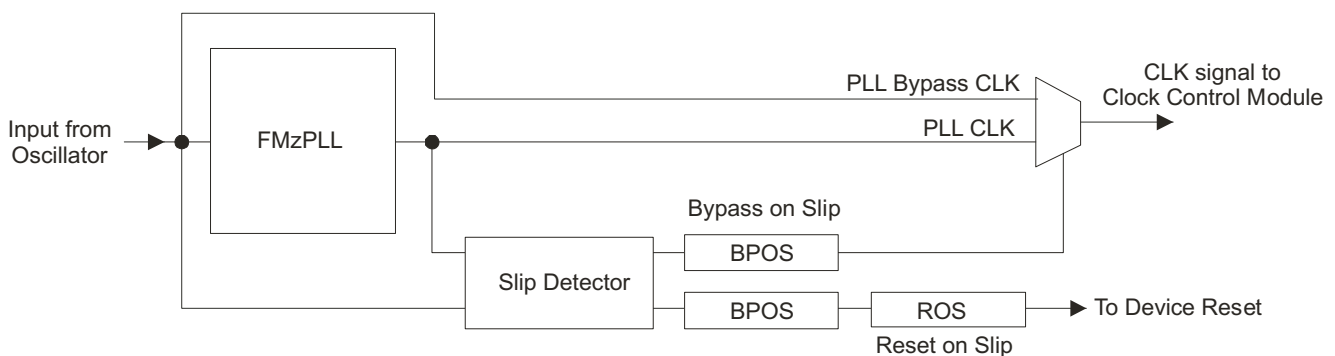 Input from
Oscillator
FMzPLL
PLL Bypass CLK
PLL CLK
CLK signal to
Clock Control Module
Bypass on Slip
BPOS
Slip Detector
BPOS
ROS
To Device Reset
Reset on Slip